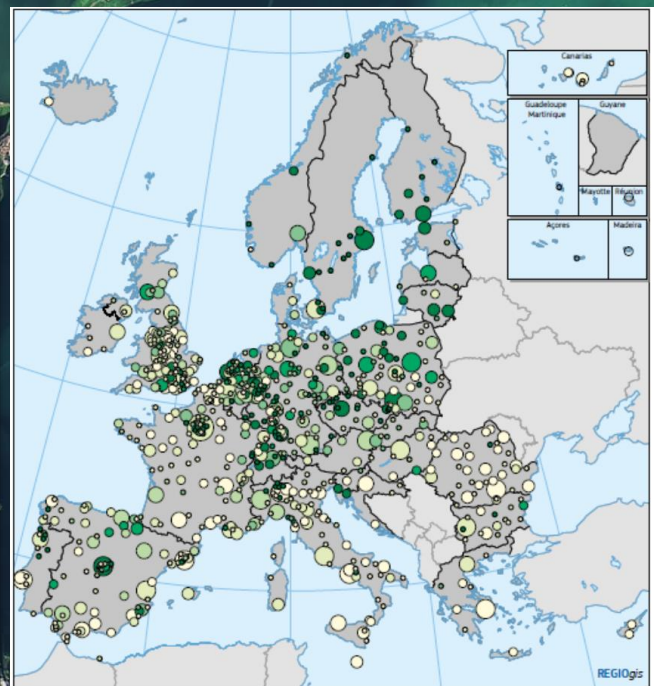 Canarias
Guadeloupe
Martinique
Guyane
Mayotte
Réunion
Açores
Madeira
REGIOgis